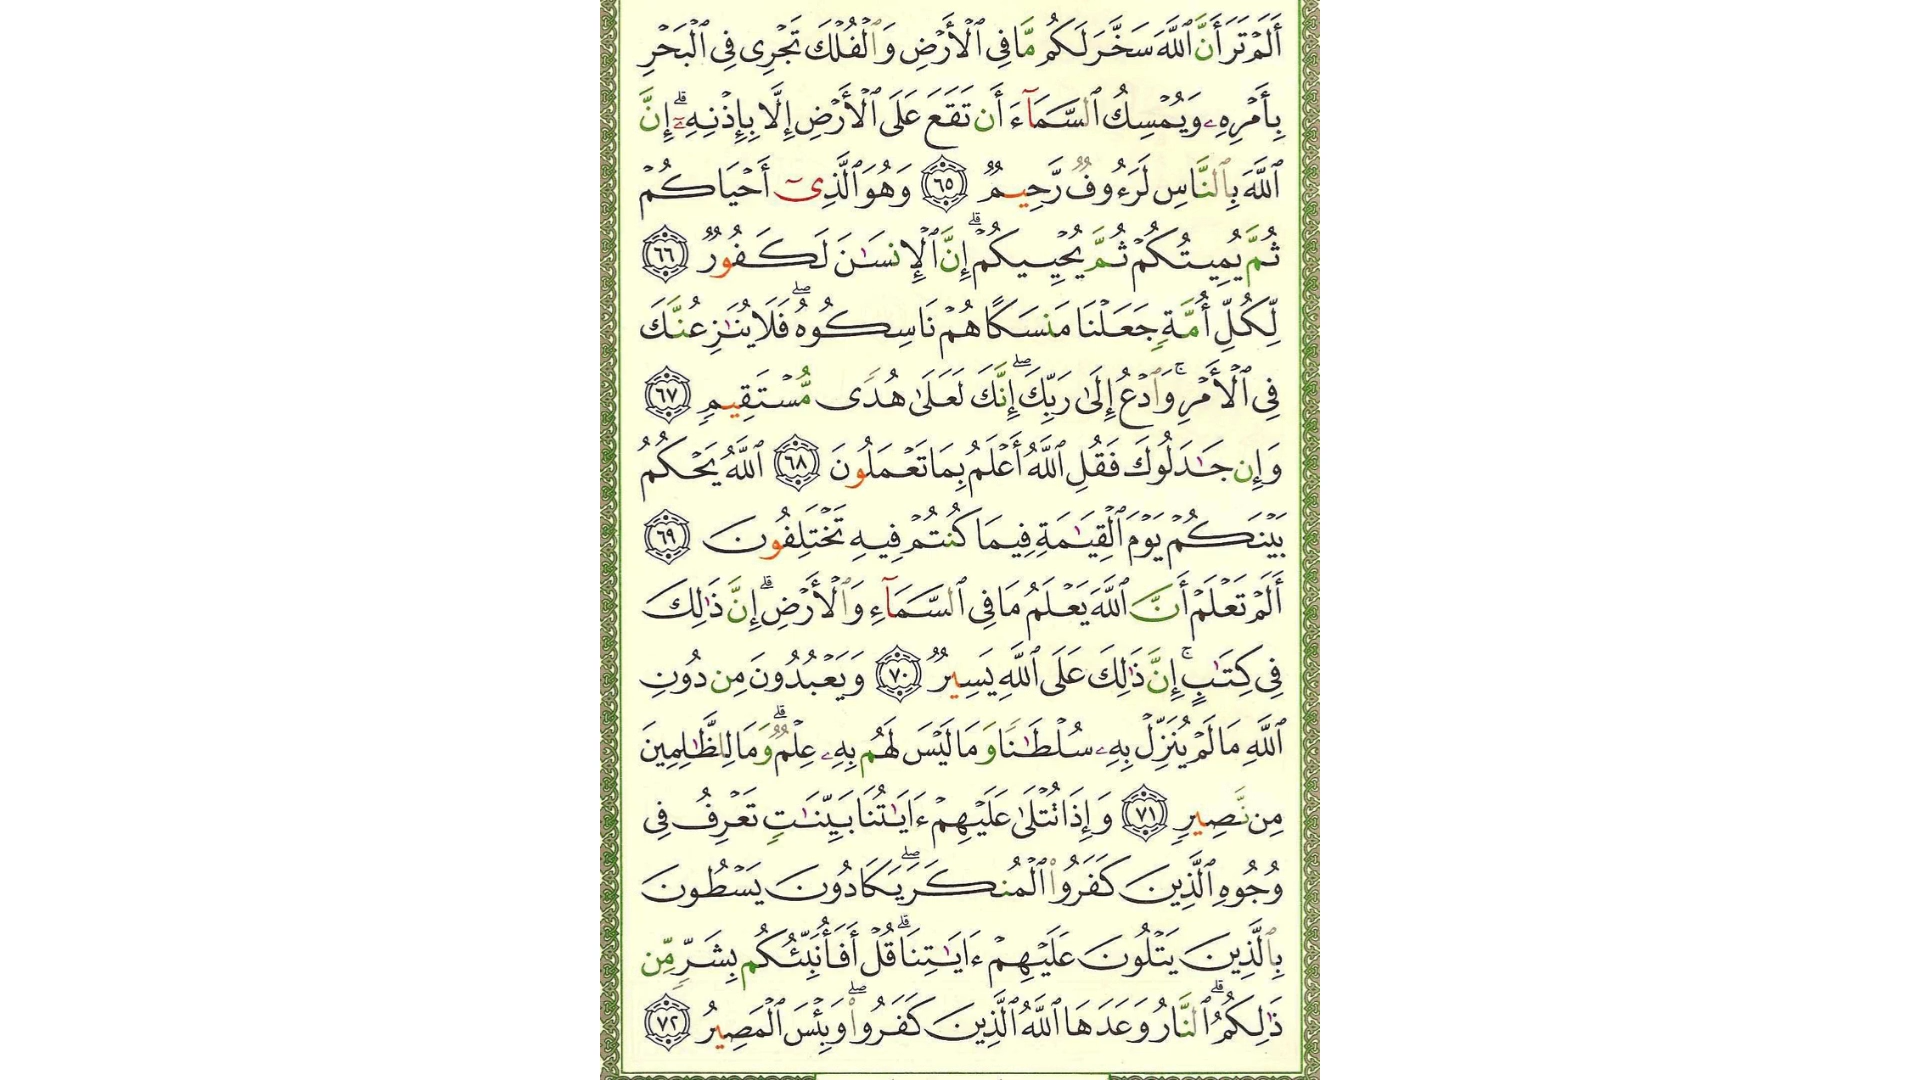 أَلَمْ تَرَ أَنَّ ٱللَّهَ سَخَّرَ لَكُم مَّا فِى ٱلْأَرْضِ وَٱلْفُلْكَ تَجْرِى فِى ٱلْبَحْرِ
بِأَمْرِهِۦ وَيُمْسِكُ ٱلسَّمَآءَ أَن تَقَعَ عَلَى ٱلْأَرْضِ إِلَّا بِإِذْنِهِۦٓ ۗ إِنَّ
ٱللَّهَ بِٱلنَّاسِ لَرَءُوفٌ رَّحِيمٌ ٦٥ وَهُوَ ٱلَّذِىٓ أَحْيَاكُمْ
ثُمَّ يُمِيتُكُمْ ثُمَّ يُحْيِيكُمْ ۗ إِنَّ ٱلْإِنسَـٰنَ لَكَفُورٌ ٦٦
لِّكُلِّ أُمَّةٍ جَعَلْنَا مَنسَكًا هُمْ نَاسِكُوهُ ۖ فَلَا يُنَـٰزِعُنَّكَ
فِى ٱلْأَمْرِ ۚ وَٱدْعُ إِلَىٰ رَبِّكَ ۖ إِنَّكَ لَعَلَىٰ هُدًى مُّسْتَقِيمٍ ٦٧
وَإِن جَـٰدَلُوكَ فَقُلِ ٱللَّهُ أَعْلَمُ بِمَا تَعْمَلُونَ ٦٨ ٱللَّهُ يَحْكُمُ
بَيْنَكُمْ يَوْمَ ٱلْقِيَـٰمَةِ فِيمَا كُنتُمْ فِيهِ تَخْتَلِفُونَ ٦٩
أَلَمْ تَعْلَمْ أَنَّ ٱللَّهَ يَعْلَمُ مَا فِى ٱلسَّمَآءِ وَٱلْأَرْضِ ۗ إِنَّ ذَٰلِكَ
فِى كِتَـٰبٍ ۚ إِنَّ ذَٰلِكَ عَلَى ٱللَّهِ يَسِيرٌ ٧٠ وَيَعْبُدُونَ مِن دُونِ
ٱللَّهِ مَا لَمْ يُنَزِّلْ بِهِۦ سُلْطَـٰنًا وَمَا لَيْسَ لَهُم بِهِۦ عِلْمٌ ۗ وَمَا لِلظَّـٰلِمِينَ
مِن نَّصِيرٍ ٧١ وَإِذَا تُتْلَىٰ عَلَيْهِمْ ءَايَـٰتُنَا بَيِّنَـٰتٍ تَعْرِفُ فِى
وُجُوهِ ٱلَّذِينَ كَفَرُوا۟ ٱلْمُنكَرَ ۖ يَكَادُونَ يَسْطُونَ
بِٱلَّذِينَ يَتْلُونَ عَلَيْهِمْ ءَايَـٰتِنَا ۗ قُلْ أَفَأُنَبِّئُكُم بِشَرٍّ مِّن
ذَٰلِكُمُ ۗ ٱلنَّارُ وَعَدَهَا ٱللَّهُ ٱلَّذِينَ كَفَرُوا۟ ۖ وَبِئْسَ ٱلْمَصِيرُ ٧٢